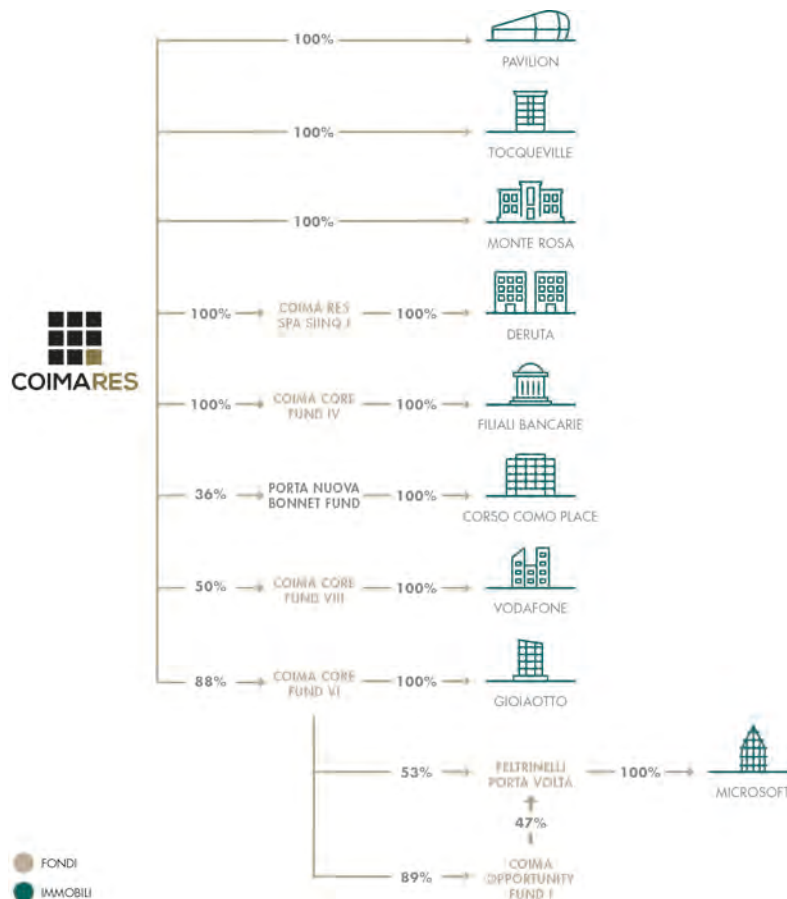 100%
PAVILION
100%
TOCQUEVILLE
100%
MONTE ROSA
COIMARES
100%
COIMA RES
SPA SIINQ I
100%
DERUTA
100%
COIMA CORE
FUND IV
100%
FILIALI BANCARIE
36%
PORTA NUOVA
BONNET FUND
100%
CORSO COMO PLACE
50%
COIMA CORE
FUND VIII
100%
VODAFONE
88%
COIMA CORE
FUND VI
100%
GIOIAOTTO
53%
FELTRINELLI
PORTA VOLTA
100%
MICROSOFT
47%
89%
COIMA
OPPORTUNITY
FUND I
FONDI
IMMOBILI